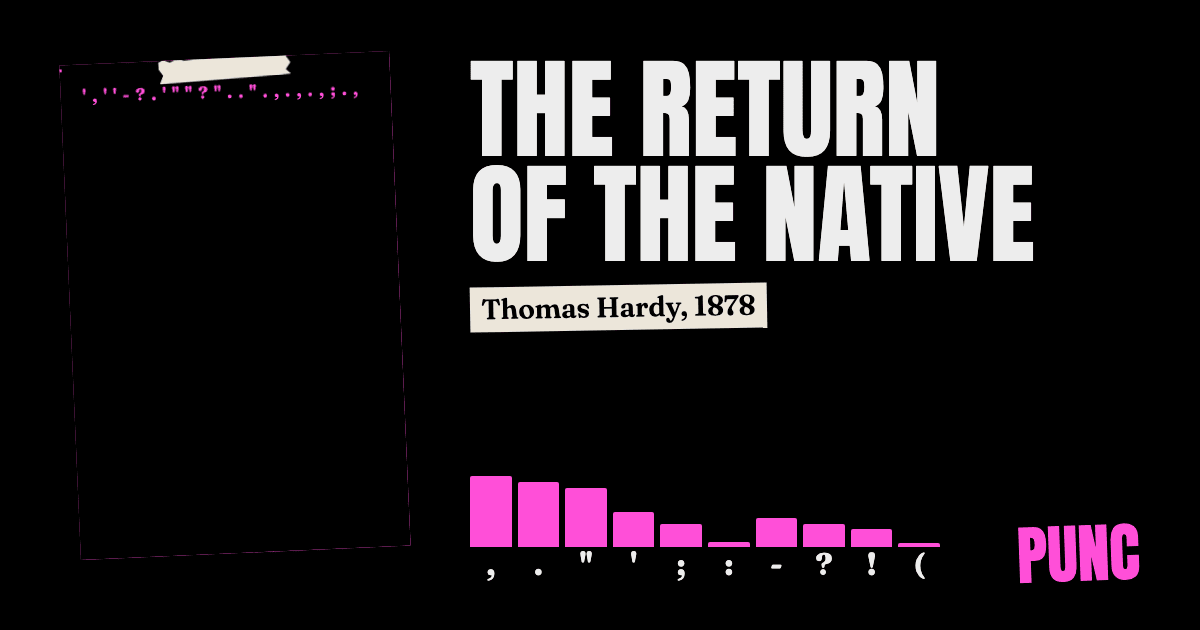 ',''-?.'""?"..".,.,.,;.,
THE RETURN
OF THE NATIVE
Thomas Hardy, 1878
, . " ' ; : - ? ! (
PUNC